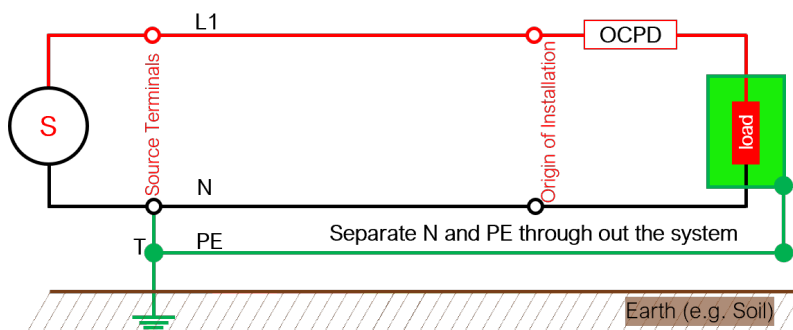 L1
OCPD
S
Source Terminals
Origin of Installation
load
N
T
PE
Separate N and PE through out the system
Earth (e.g. Soil)